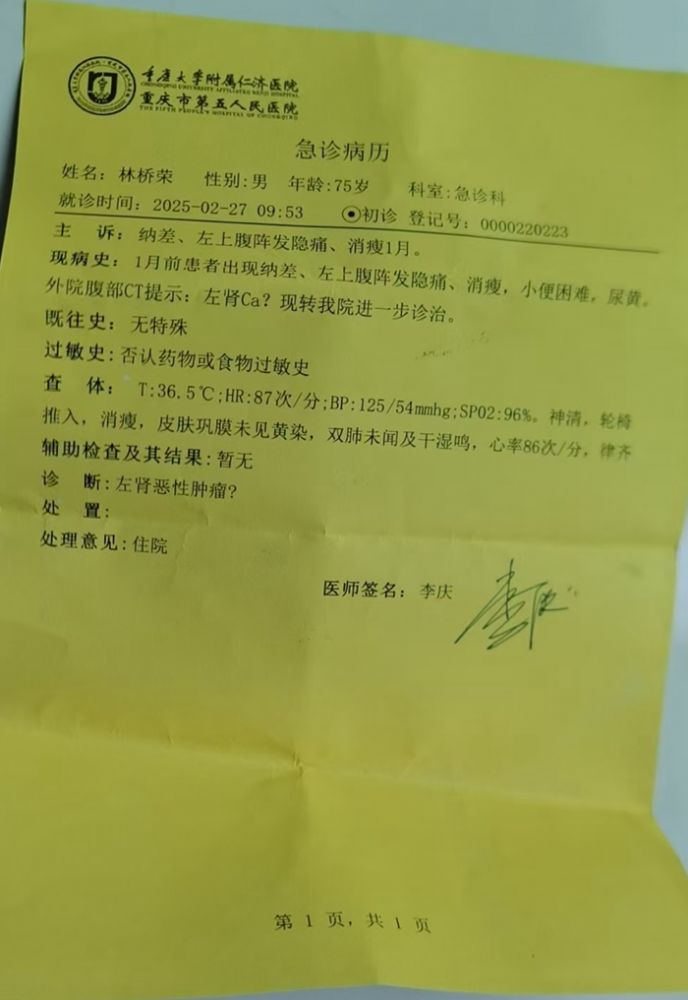 重庆大学附属仁济医院
CHONGQING UNIVERSITY AFFILIATED RENJI HOSPITAL
重庆市第五人民医院
THE FIFTH PEOPLE'S HOSPITAL OF CHONGQING
急诊病历
姓名：林桥荣 性别:男 年龄:75岁 科室:急诊科
就诊时间：2025-02-27 09:53 ⦿初诊 登记号：0000220223
主 诉：纳差、左上腹阵发隐痛、消瘦1月。
现病史：1月前患者出现纳差、左上腹阵发隐痛、消瘦，小便困难，尿黄。
外院腹部CT提示：左肾Ca？现转我院进一步诊治。
既往史：无特殊
过敏史:否认药物或食物过敏史
查 体：T:36.5℃;HR:87次/分;BP:125/54mmhg;SPO2:96%。神清，轮椅
推入，消瘦，皮肤巩膜未见黄染，双肺未闻及干湿鸣，心率86次/分，律齐
辅助检查及其结果:暂无
诊 断:左肾恶性肿瘤?
处 置:
处理意见:住院
医师签名：李庆
第 1 页，共 1 页